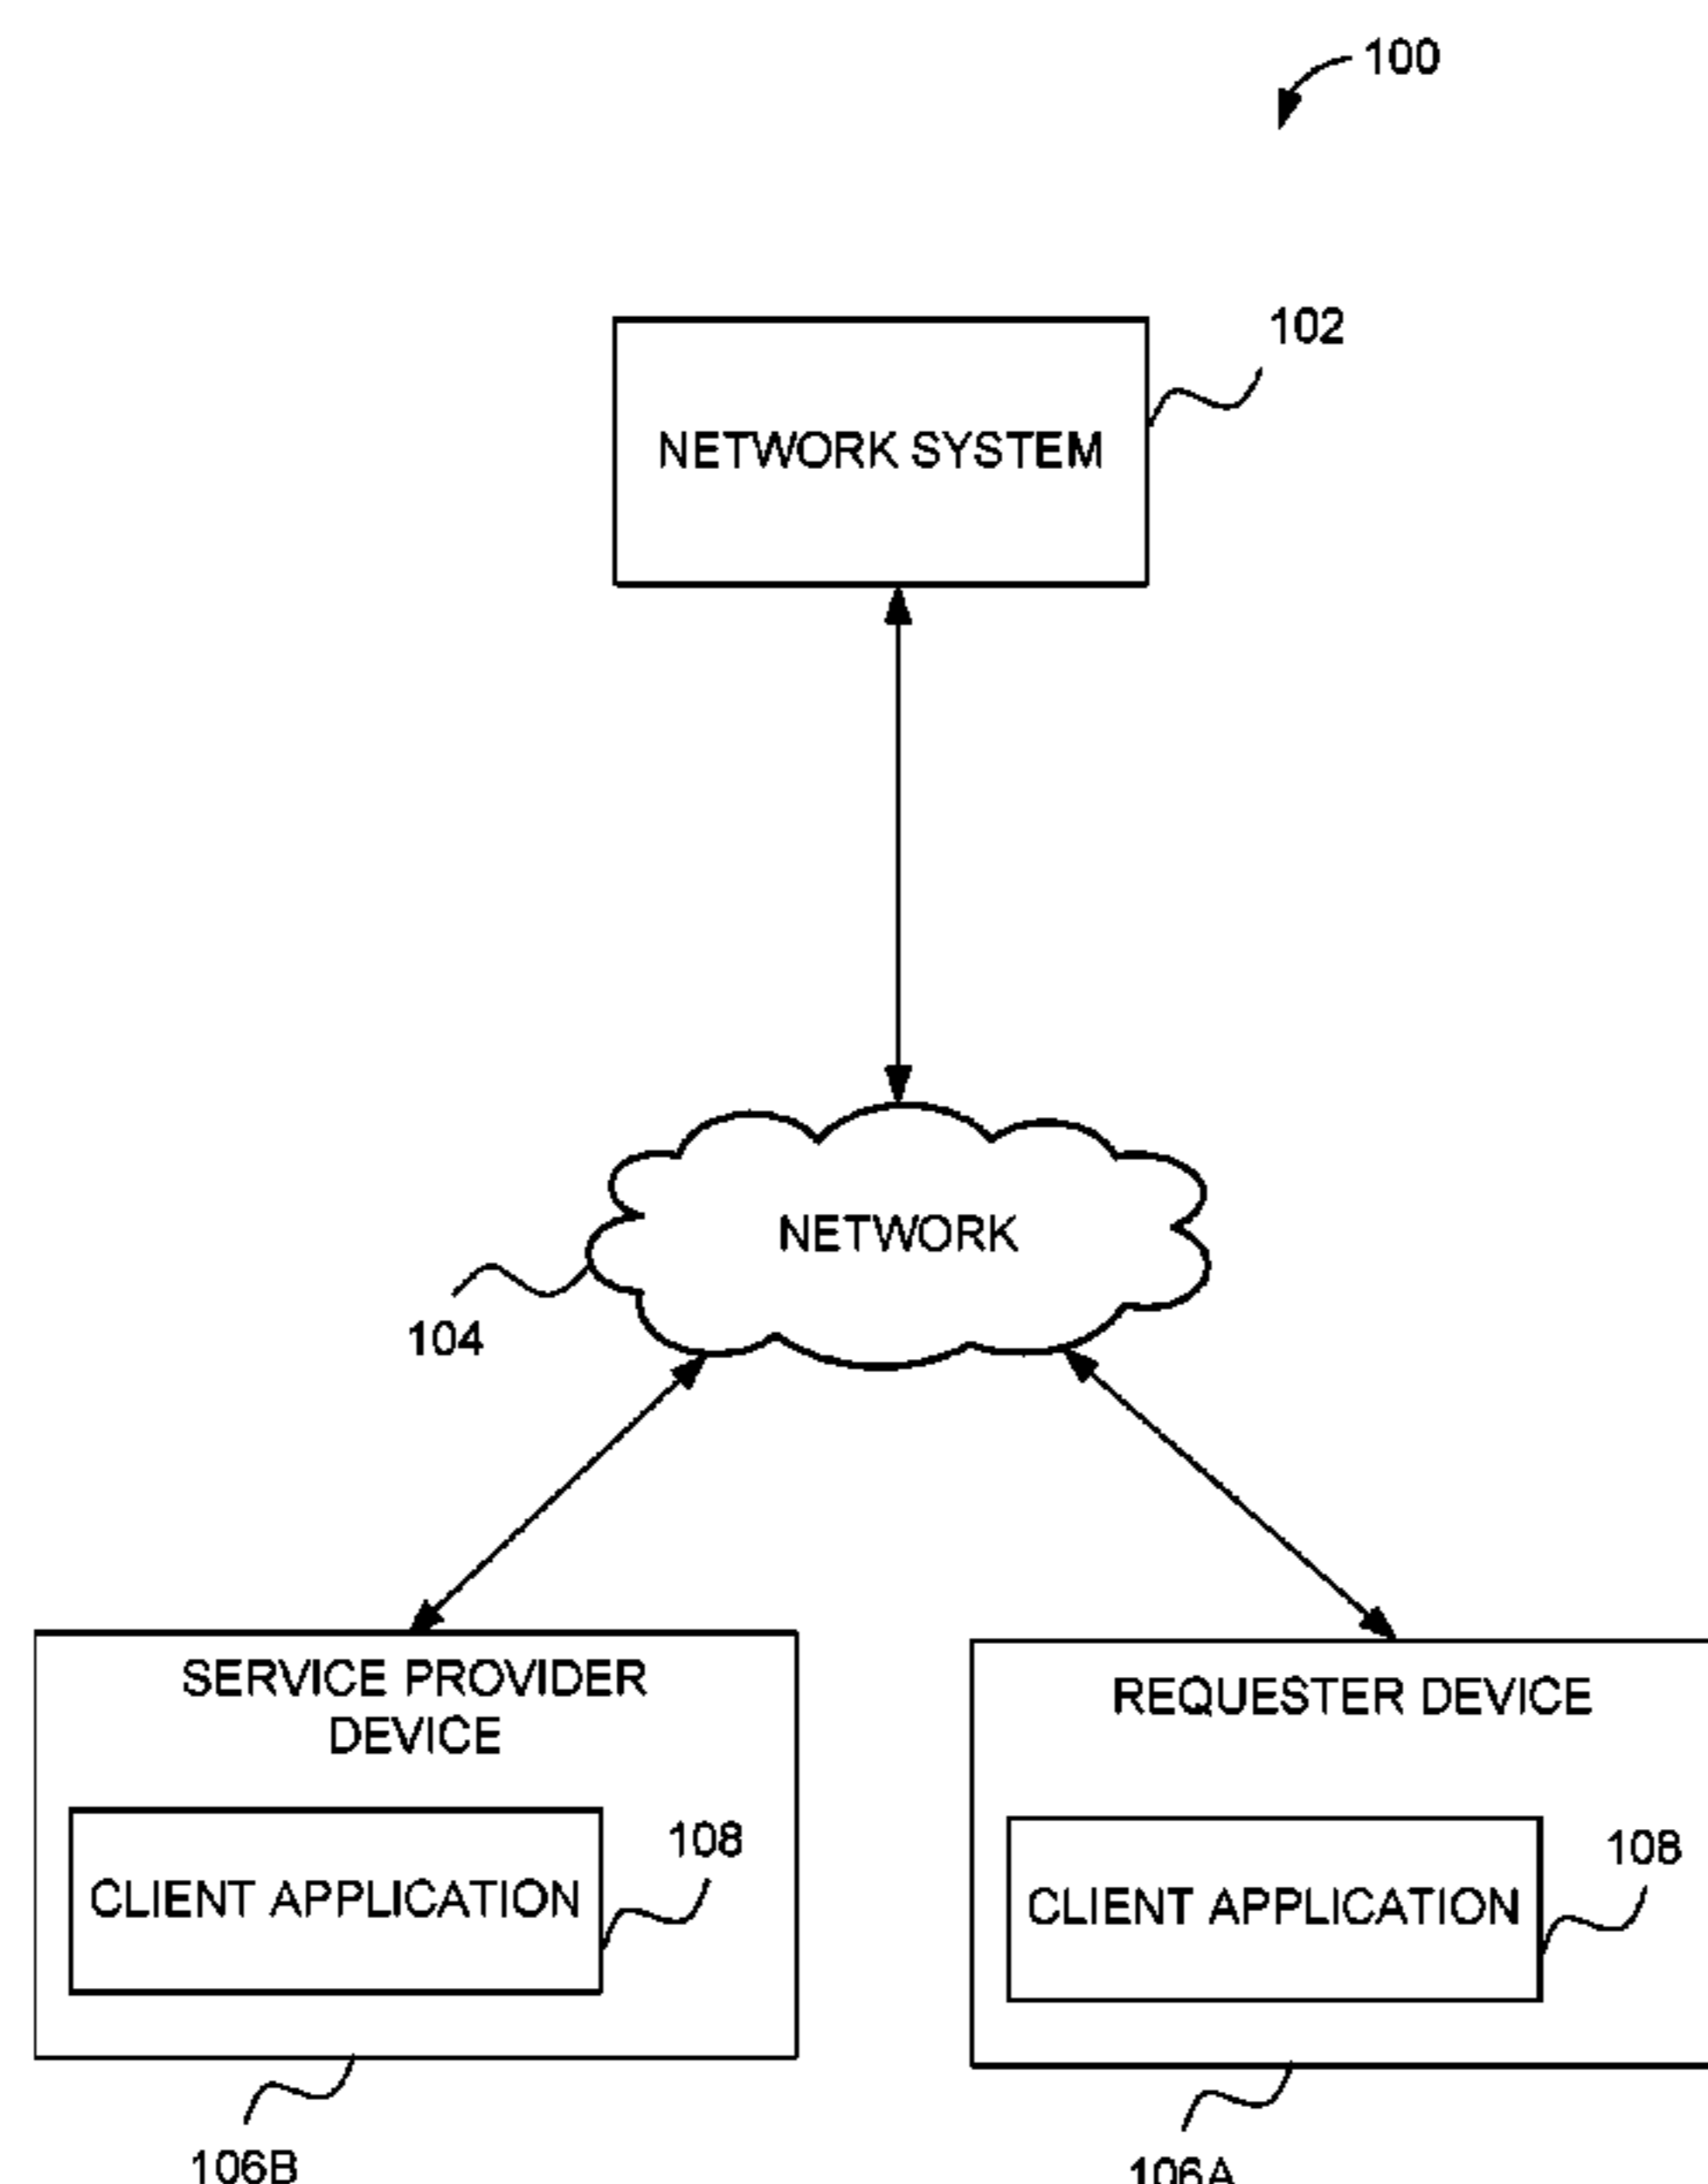 100
102
NETWORK SYSTEM
NETWORK
104
SERVICE PROVIDER
DEVICE
108
CLIENT APPLICATION
106B
REQUESTER DEVICE
108
CLIENT APPLICATION
106A